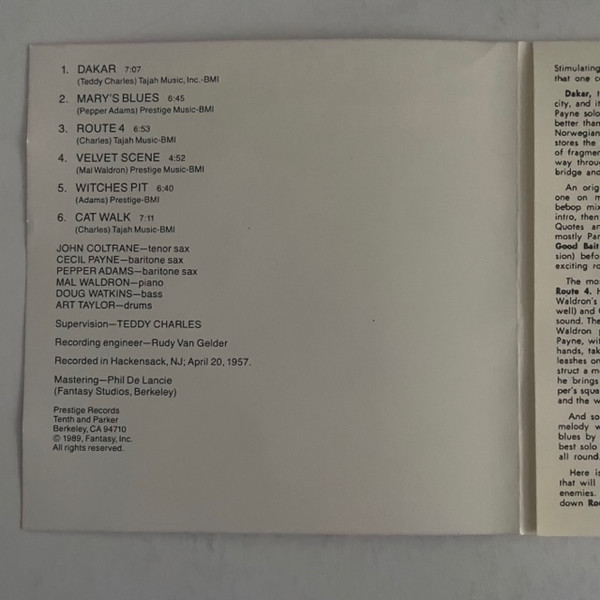 1. DAKAR 7:07
(Teddy Charles) Tajah Music, Inc.-BMI
2. MARY'S BLUES 6:45
(Pepper Adams) Prestige Music-BMI
3. ROUTE 4 6:53
(Charles) Tajah Music-BMI
4. VELVET SCENE 4:52
(Mal Waldron) Prestige Music-BMI
5. WITCHES PIT 6:40
(Adams) Prestige-BMI
6. CAT WALK 7:11
(Charles) Tajah Music-BMI
JOHN COLTRANE—tenor sax
CECIL PAYNE—baritone sax
PEPPER ADAMS—baritone sax
MAL WALDRON—piano
DOUG WATKINS—bass
ART TAYLOR—drums
Supervision—TEDDY CHARLES
Recording engineer—Rudy Van Gelder
Recorded in Hackensack, NJ; April 20, 1957.
Mastering—Phil De Lancie
(Fantasy Studios, Berkeley)
Prestige Records
Tenth and Parker
Berkeley, CA 94710
© 1989, Fantasy, Inc.
All rights reserved.
Stimulating
that one c
Dakar, t
city, and it
Payne solo
better than
Norwegian
stores the
of fragmen
way throu
bridge and
An orig
one on m
bebop mix
intro, then
Quotes an
mostly Par
Good Bait
sion) befo
exciting ro
The mo
Route 4. H
Waldron's
well) and
sound. The
Waldron p
Payne, wit
hands, tak
leashes on
struct a m
he brings
per's squa
and the w
And so
melody w
blues by
best solo
all round
Here is
that will
enemies.
down Rou